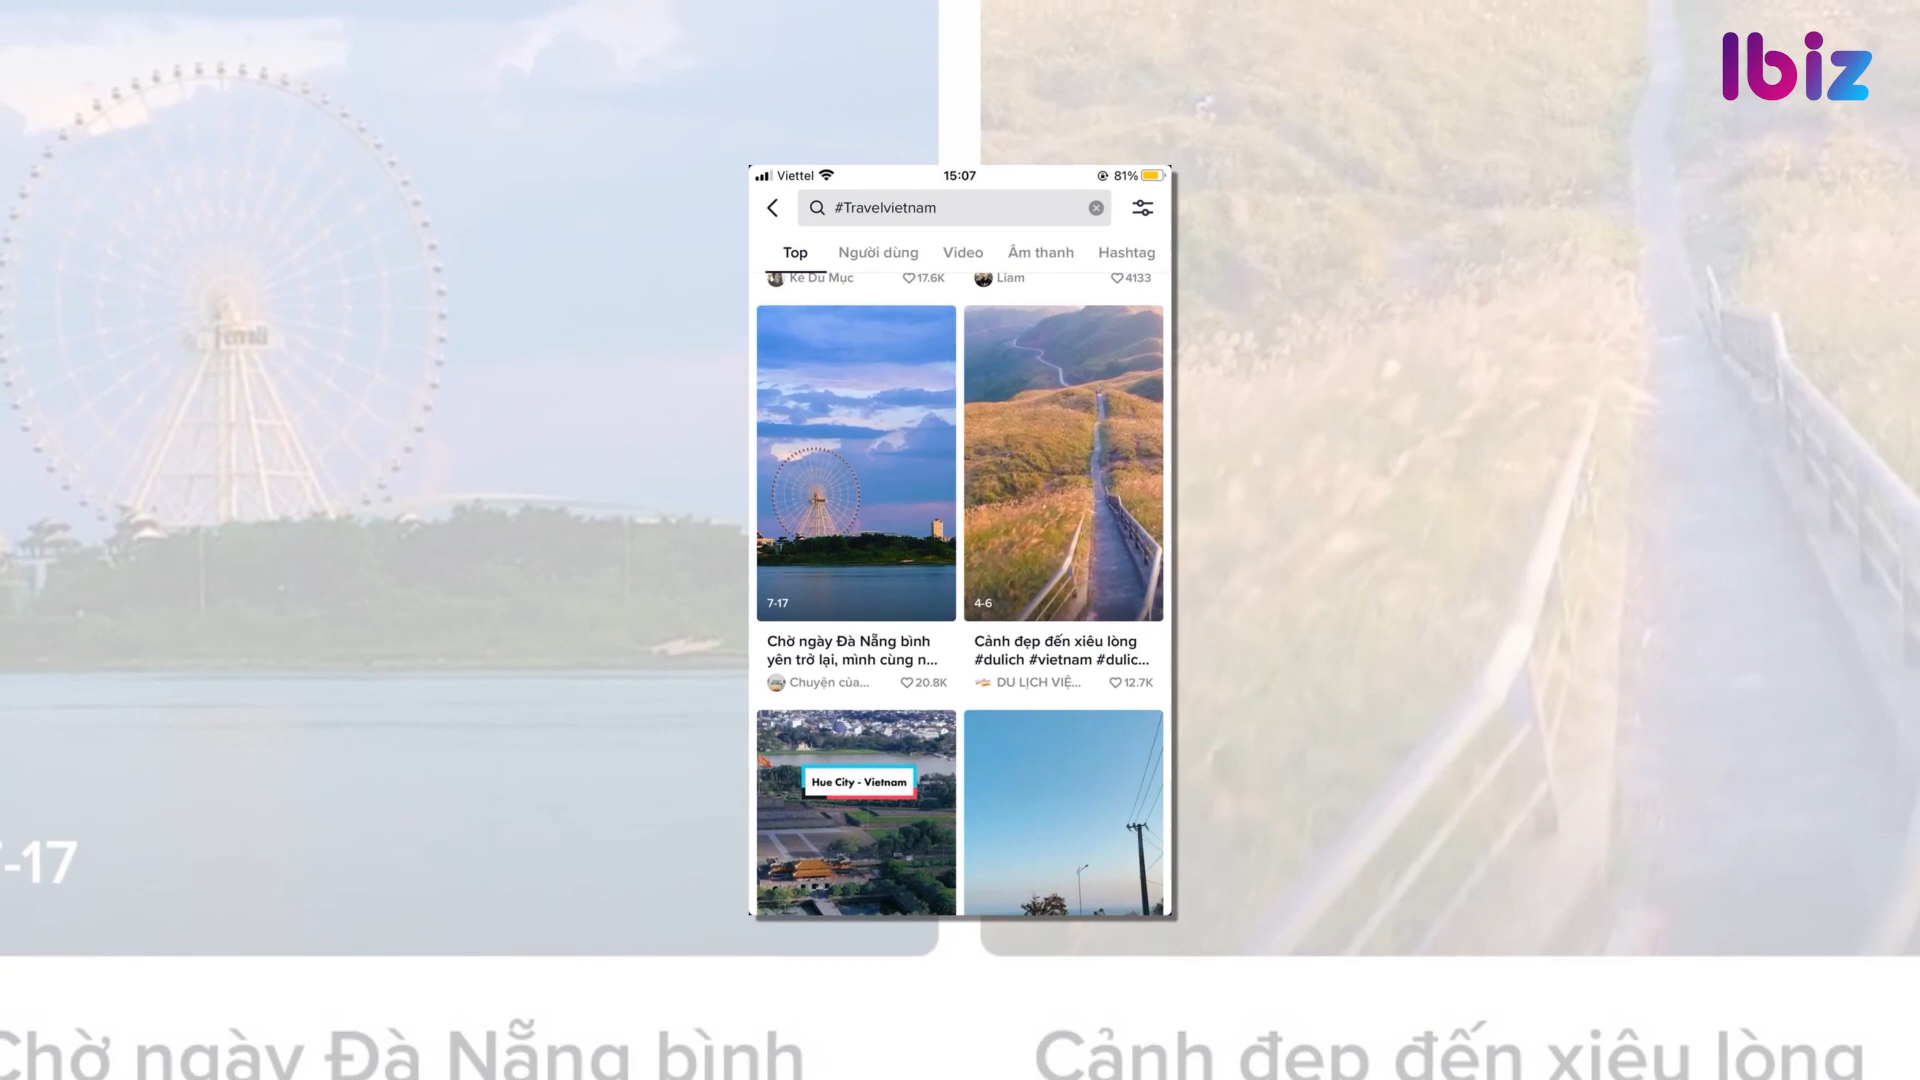 Ibiz
Viettel 15:07 81%
#Travelvietnam
Top Người dùng Video Âm thanh Hashtag
Kẻ Du Mục 17.6K Liam 4133
7-17 4-6
Chờ ngày Đà Nẵng bình
yên trở lại, mình cùng n...
Chuyện của... 20.8K
Cảnh đẹp đến xiêu lòng
#dulich #vietnam #dulic...
DU LỊCH VIỆ... 12.7K
Hue City - Vietnam
-17
Chờ ngày Đà Nẵng bình
Cảnh đẹp đến xiêu lòng